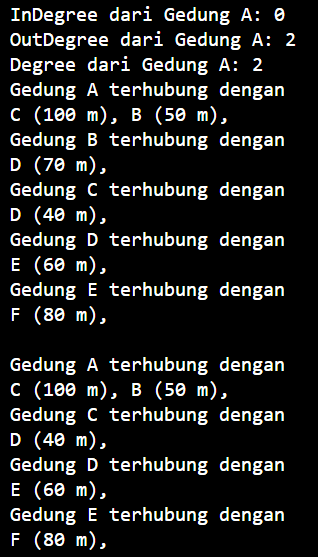 InDegree dari Gedung A: 0
OutDegree dari Gedung A: 2
Degree dari Gedung A: 2
Gedung A terhubung dengan
C (100 m), B (50 m),
Gedung B terhubung dengan
D (70 m),
Gedung C terhubung dengan
D (40 m),
Gedung D terhubung dengan
E (60 m),
Gedung E terhubung dengan
F (80 m),
Gedung A terhubung dengan
C (100 m), B (50 m),
Gedung C terhubung dengan
D (40 m),
Gedung D terhubung dengan
E (60 m),
Gedung E terhubung dengan
F (80 m),